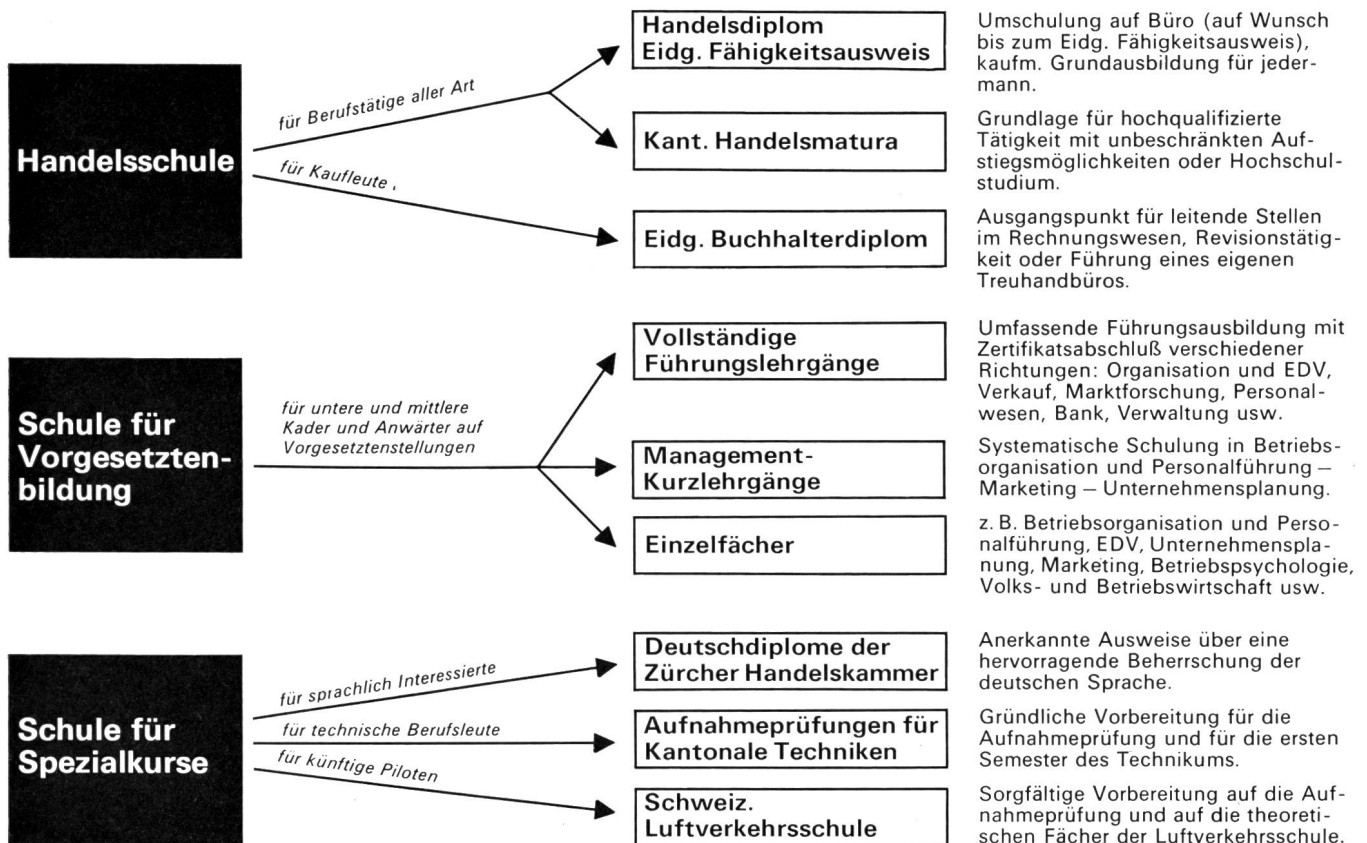 Handelsschule
für Berufstätige aller Art
für Kaufleute
Handelsdiplom
Eidg. Fähigkeitsausweis
Umschulung auf Büro (auf Wunsch
bis zum Eidg. Fähigkeitsausweis),
kaufm. Grundausbildung für jeder-
mann.
Kant. Handelsmatura
Grundlage für hochqualifizierte
Tätigkeit mit unbeschränkten Auf-
stiegsmöglichkeiten oder Hochschul-
studium.
Eidg. Buchhalterdiplom
Ausgangspunkt für leitende Stellen
im Rechnungswesen, Revisionstätig-
keit oder Führung eines eigenen
Treuhandbüros.
Schule für
Vorgesetzten-
bildung
für untere und mittlere
Kader und Anwärter auf
Vorgesetztenstellungen
Vollständige
Führungslehrgänge
Umfassende Führungsausbildung mit
Zertifikatsabschluß verschiedener
Richtungen: Organisation und EDV,
Verkauf, Marktforschung, Personal-
wesen, Bank, Verwaltung usw.
Management-
Kurzlehrgänge
Systematische Schulung in Betriebs-
organisation und Personalführung –
Marketing – Unternehmensplanung.
Einzelfächer
z. B. Betriebsorganisation und Perso-
nalführung, EDV, Unternehmenspla-
nung, Marketing, Betriebspsychologie,
Volks- und Betriebswirtschaft usw.
Schule für
Spezialkurse
für sprachlich Interessierte
für technische Berufsleute
für künftige Piloten
Deutschdiplome der
Zürcher Handelskammer
Anerkannte Ausweise über eine
hervorragende Beherrschung der
deutschen Sprache.
Aufnahmeprüfungen für
Kantonale Techniken
Gründliche Vorbereitung für die
Aufnahmeprüfung und für die ersten
Semester des Technikums.
Schweiz.
Luftverkehrsschule
Sorgfältige Vorbereitung auf die Auf-
nahmeprüfung und auf die theoreti-
schen Fächer der Luftverkehrsschule.